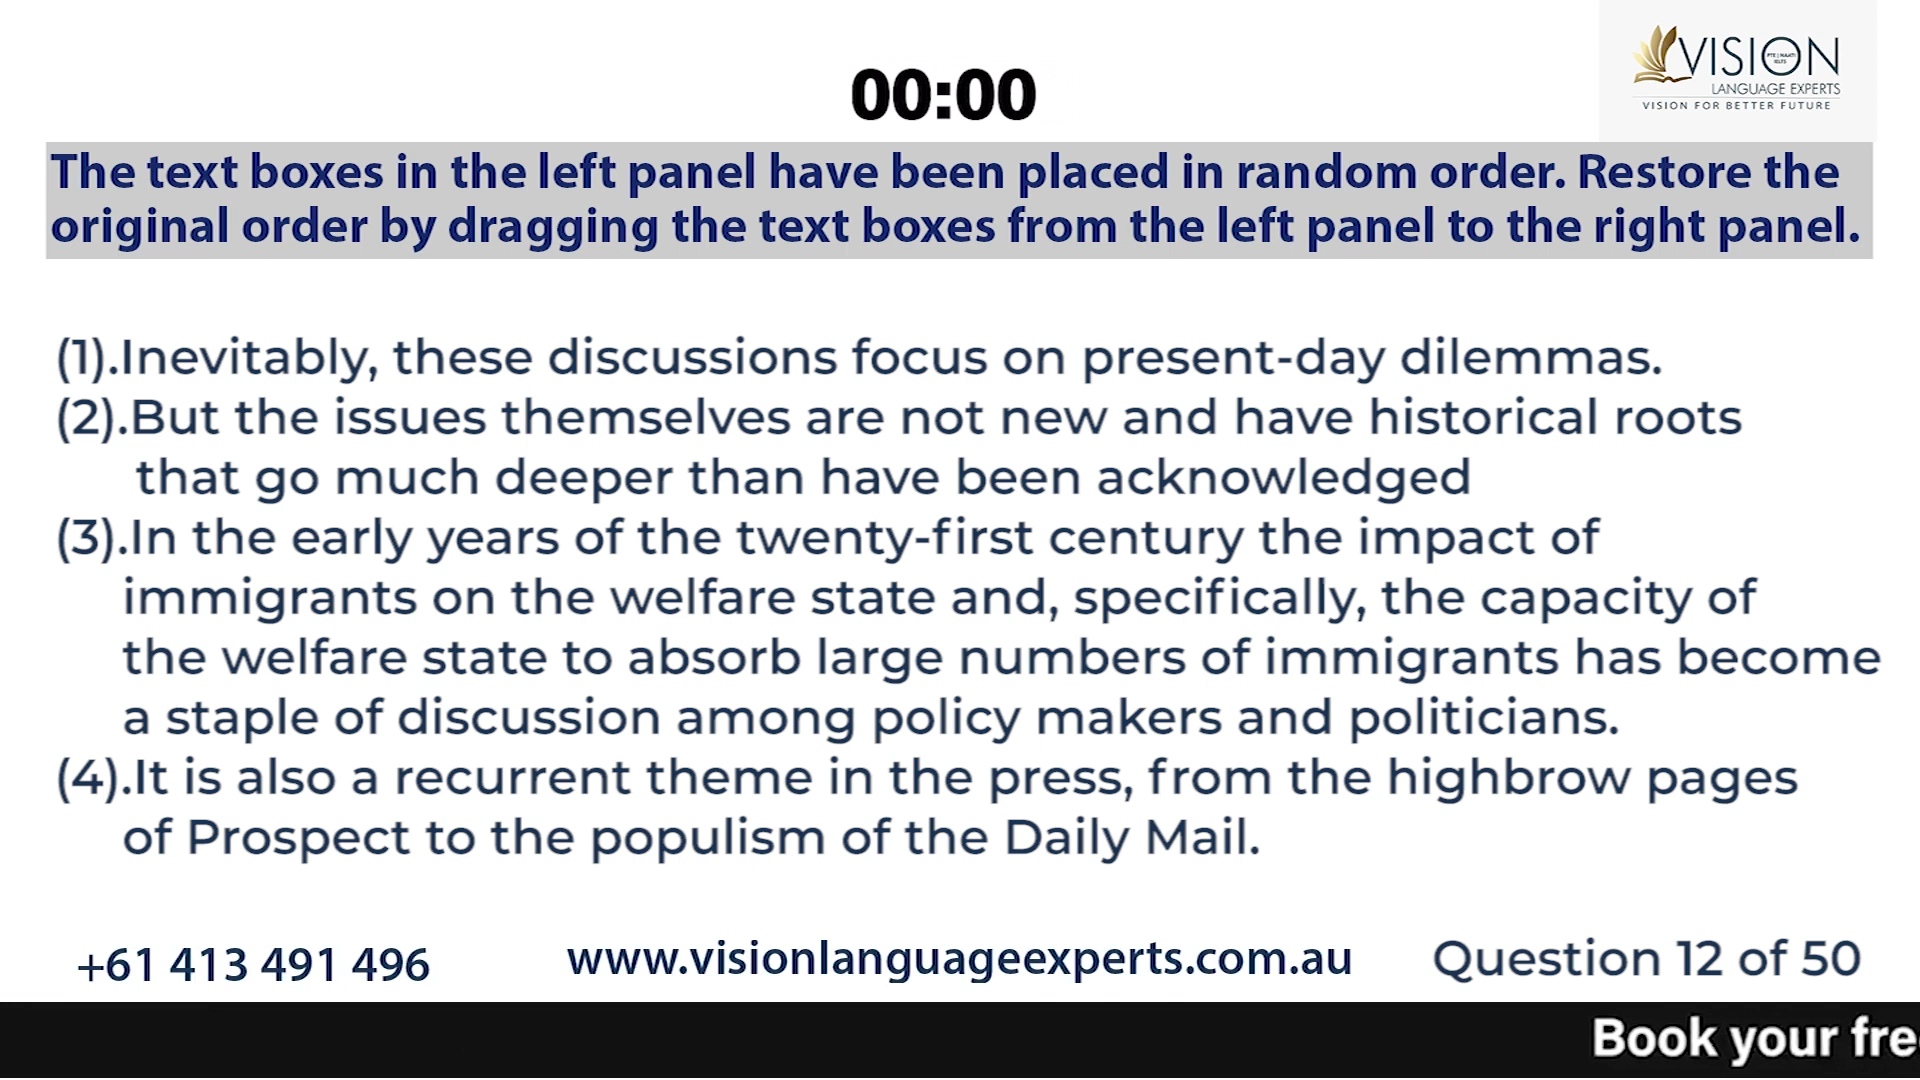 VISION
PTE | NAATI
IELTS
LANGUAGE EXPERTS
VISION FOR BETTER FUTURE
00:00
The text boxes in the left panel have been placed in random order. Restore the
original order by dragging the text boxes from the left panel to the right panel.
(1).Inevitably, these discussions focus on present-day dilemmas.
(2).But the issues themselves are not new and have historical roots
that go much deeper than have been acknowledged
(3).In the early years of the twenty-first century the impact of
immigrants on the welfare state and, specifically, the capacity of
the welfare state to absorb large numbers of immigrants has become
a staple of discussion among policy makers and politicians.
(4).It is also a recurrent theme in the press, from the highbrow pages
of Prospect to the populism of the Daily Mail.
+61 413 491 496
www.visionlanguageexperts.com.au
Question 12 of 50
Book your fre